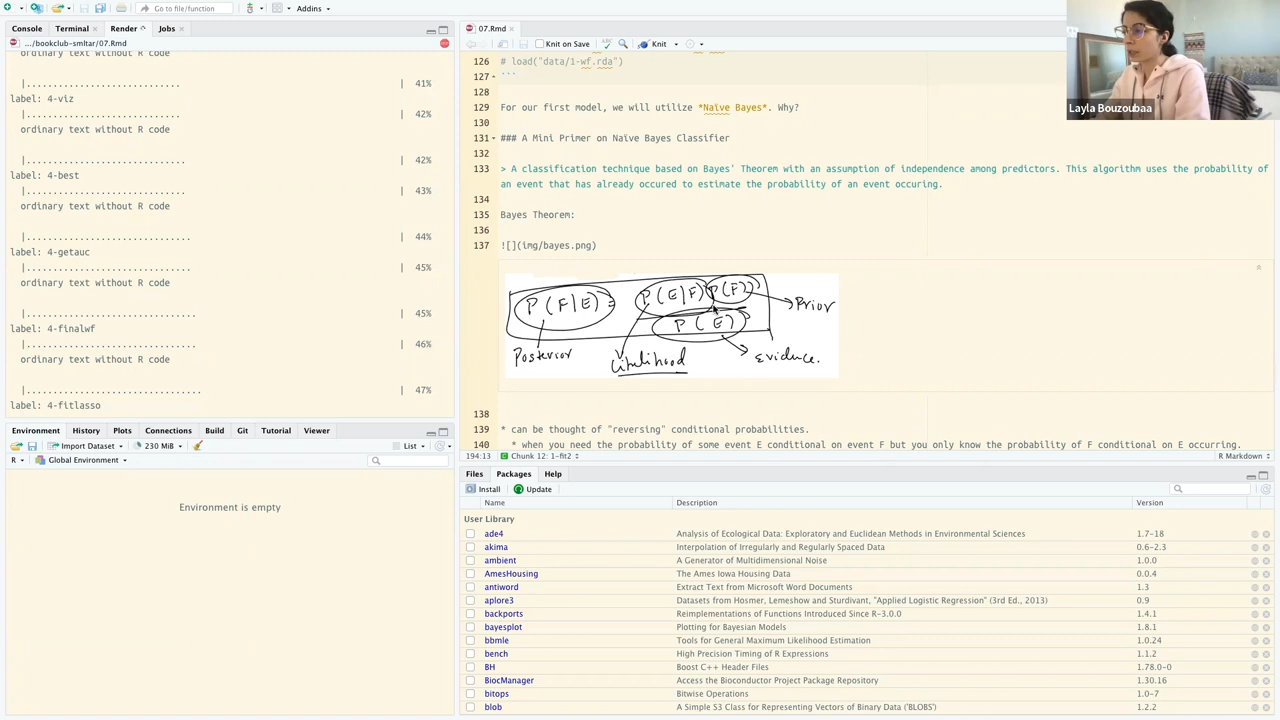 Go to file/function
Addins
Console
Terminal
Render
Jobs
.../bookclub-smltar/07.Rmd
ordinary text without R code
|............................. | 41%
label: 4-viz
|............................. | 42%
ordinary text without R code
|.............................. | 42%
label: 4-best
|.............................. | 43%
ordinary text without R code
|............................... | 44%
label: 4-getauc
|............................... | 45%
ordinary text without R code
|................................ | 45%
label: 4-finalwf
|................................ | 46%
ordinary text without R code
|................................. | 47%
label: 4-fitlasso
Environment
History
Plots
Connections
Build
Git
Tutorial
Viewer
Import Dataset
230 MiB
List
R
Global Environment
Environment is empty
07.Rmd
Knit on Save
Knit
126 # load("data/1-wf.rda")
127 ```
128
129 For our first model, we will utilize *Naïve Bayes*. Why?
130
131 ### A Mini Primer on Naïve Bayes Classifier
132
133 > A classification technique based on Bayes' Theorem with an assumption of independence among predictors. This algorithm uses the probability of
an event that has already occured to estimate the probability of an event occuring.
134
135 Bayes Theorem:
136
137 ![](img/bayes.png)
P(F|E) = P(E|F) P(F)
P(E)
Prior
Posterior
Likelihood
Evidence.
138
139 * can be thought of "reversing" conditional probabilities.
140 * when you need the probability of some event E conditional on event F but you only know the probability of F conditional on E occurring.
194:13
Chunk 12: 1-fit2
R Markdown
Layla Bouzoubaa
Files
Packages
Help
Install
Update
Name Description Version
User Library
ade4 Analysis of Ecological Data: Exploratory and Euclidean Methods in Environmental Sciences 1.7-18
akima Interpolation of Irregularly and Regularly Spaced Data 0.6-2.3
ambient A Generator of Multidimensional Noise 1.0.0
AmesHousing The Ames Iowa Housing Data 0.0.4
antiword Extract Text from Microsoft Word Documents 1.3
aplore3 Datasets from Hosmer, Lemeshow and Sturdivant, "Applied Logistic Regression" (3rd Ed., 2013) 0.9
backports Reimplementations of Functions Introduced Since R-3.0.0 1.4.1
bayesplot Plotting for Bayesian Models 1.8.1
bbmle Tools for General Maximum Likelihood Estimation 1.0.24
bench High Precision Timing of R Expressions 1.1.2
BH Boost C++ Header Files 1.78.0-0
BiocManager Access the Bioconductor Project Package Repository 1.30.16
bitops Bitwise Operations 1.0-7
blob A Simple S3 Class for Representing Vectors of Binary Data ('BLOBS') 1.2.2